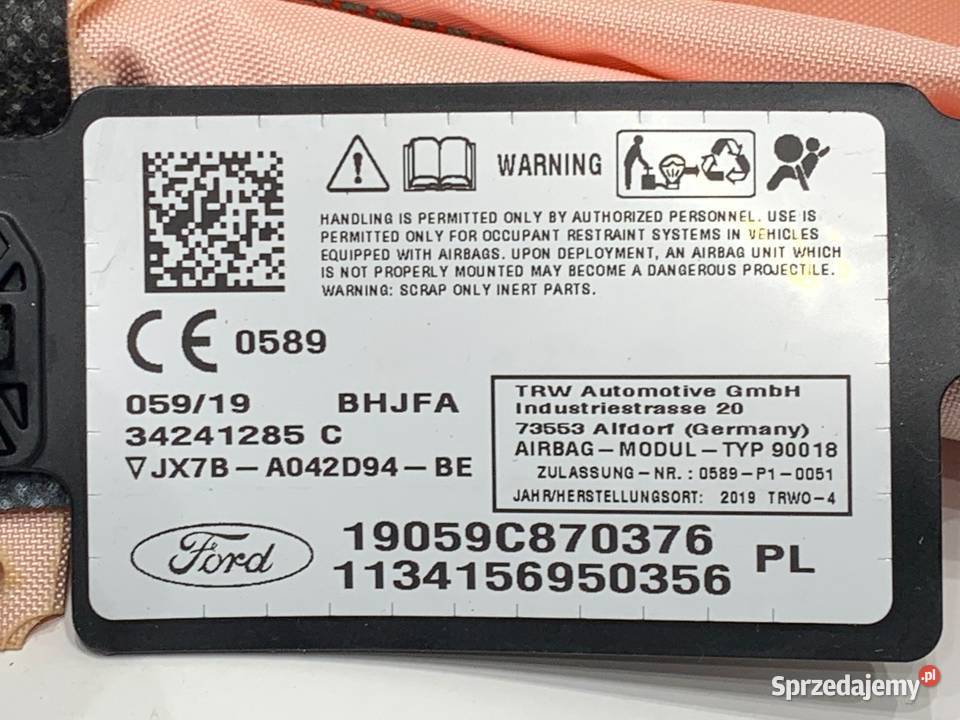 WARNING
HANDLING IS PERMITTED ONLY BY AUTHORIZED PERSONNEL. USE IS
PERMITTED ONLY FOR OCCUPANT RESTRAINT SYSTEMS IN VEHICLES
EQUIPPED WITH AIRBAGS. UPON DEPLOYMENT, AN AIRBAG UNIT WHICH
IS NOT PROPERLY MOUNTED MAY BECOME A DANGEROUS PROJECTILE.
WARNING: SCRAP ONLY INERT PARTS.
CE 0589
059/19 BHJFA
34241285 C
▽JX7B-A042D94-BE
TRW Automotive GmbH
Industriestrasse 20
73553 Alfdorf (Germany)
AIRBAG-MODUL-TYP 90018
ZULASSUNG-NR.: 0589-P1-0051
JAHR/HERSTELLUNGSORT: 2019 TRWO-4
Ford
19059C870376
1134156950356
PL
Sprzedajemy.pl